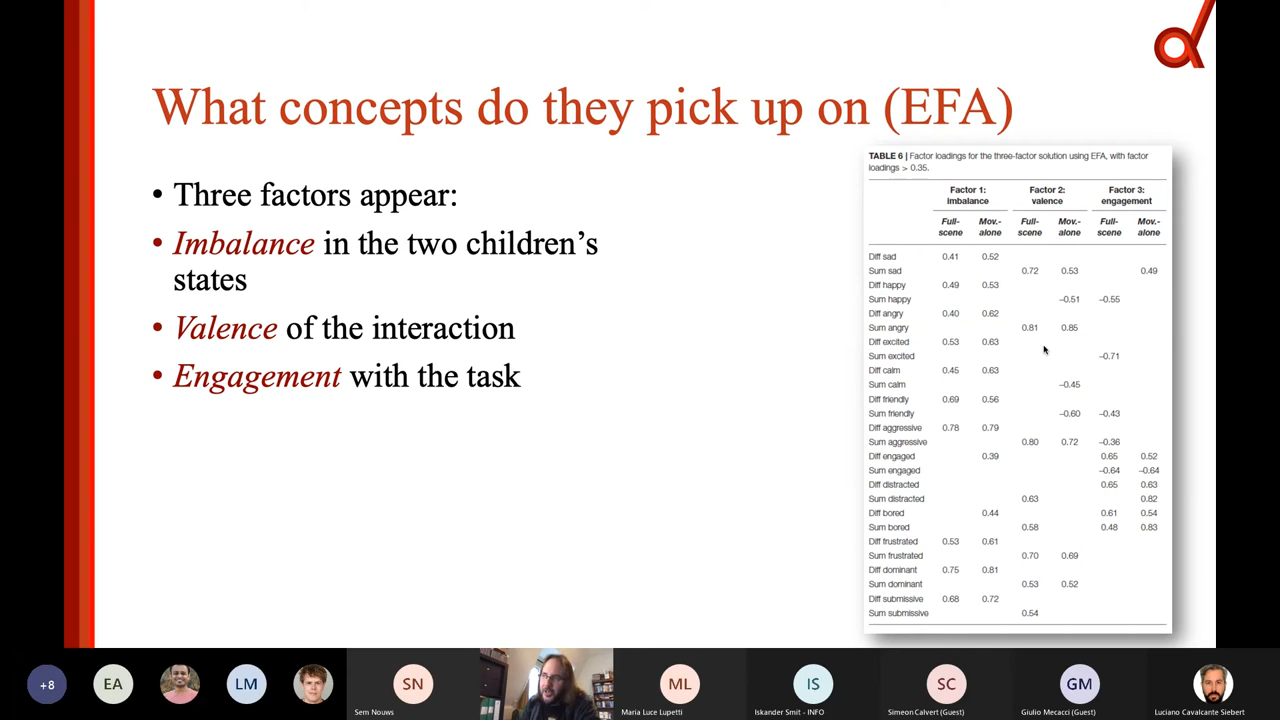 What concepts do they pick up on (EFA)
• Three factors appear:
• Imbalance in the two children's
states
• Valence of the interaction
• Engagement with the task
TABLE 6 | Factor loadings for the three-factor solution using EFA, with factor
loadings > 0.35.
Factor 1: Factor 2: Factor 3:
imbalance valence engagement
Full- Mov.- Full- Mov.- Full- Mov.-
scene alone scene alone scene alone
Diff sad 0.41 0.52
Sum sad 0.72 0.53 0.49
Diff happy 0.49 0.53
Sum happy –0.51 –0.55
Diff angry 0.40 0.62
Sum angry 0.81 0.85
Diff excited 0.53 0.63
Sum excited –0.71
Diff calm 0.45 0.63
Sum calm –0.45
Diff friendly 0.69 0.56
Sum friendly –0.60 –0.43
Diff aggressive 0.78 0.79
Sum aggressive 0.80 0.72 –0.36
Diff engaged 0.39 0.65 0.52
Sum engaged –0.64 –0.64
Diff distracted 0.65 0.63
Sum distracted 0.63 0.82
Diff bored 0.44 0.61 0.54
Sum bored 0.58 0.48 0.83
Diff frustrated 0.53 0.61
Sum frustrated 0.70 0.69
Diff dominant 0.75 0.81
Sum dominant 0.53 0.52
Diff submissive 0.68 0.72
Sum submissive 0.54
+8 EA LM SN ML IS SC GM
Sem Nouws Maria Luce Lupetti Iskander Smit - INFO Simeon Calvert (Guest) Giulio Mecacci (Guest) Luciano Cavalcante Siebert